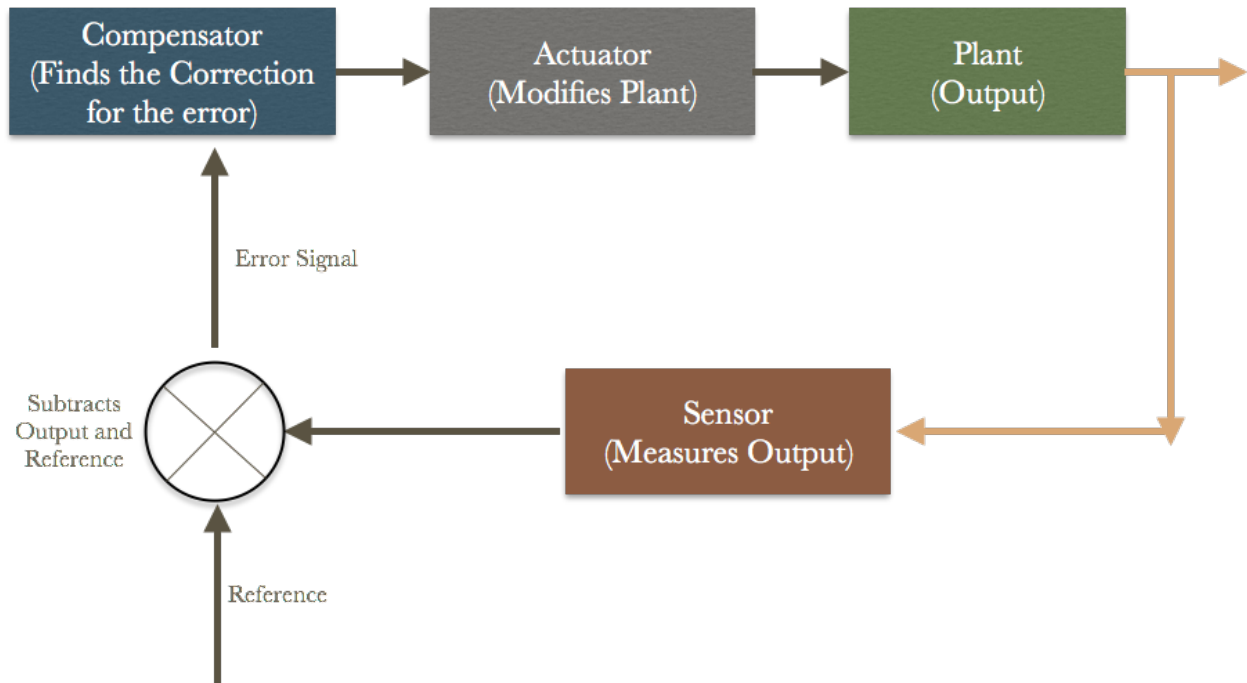 Compensator
(Finds the Correction
for the error)
Actuator
(Modifies Plant)
Plant
(Output)
Error Signal
Subtracts
Output and
Reference
Sensor
(Measures Output)
Reference